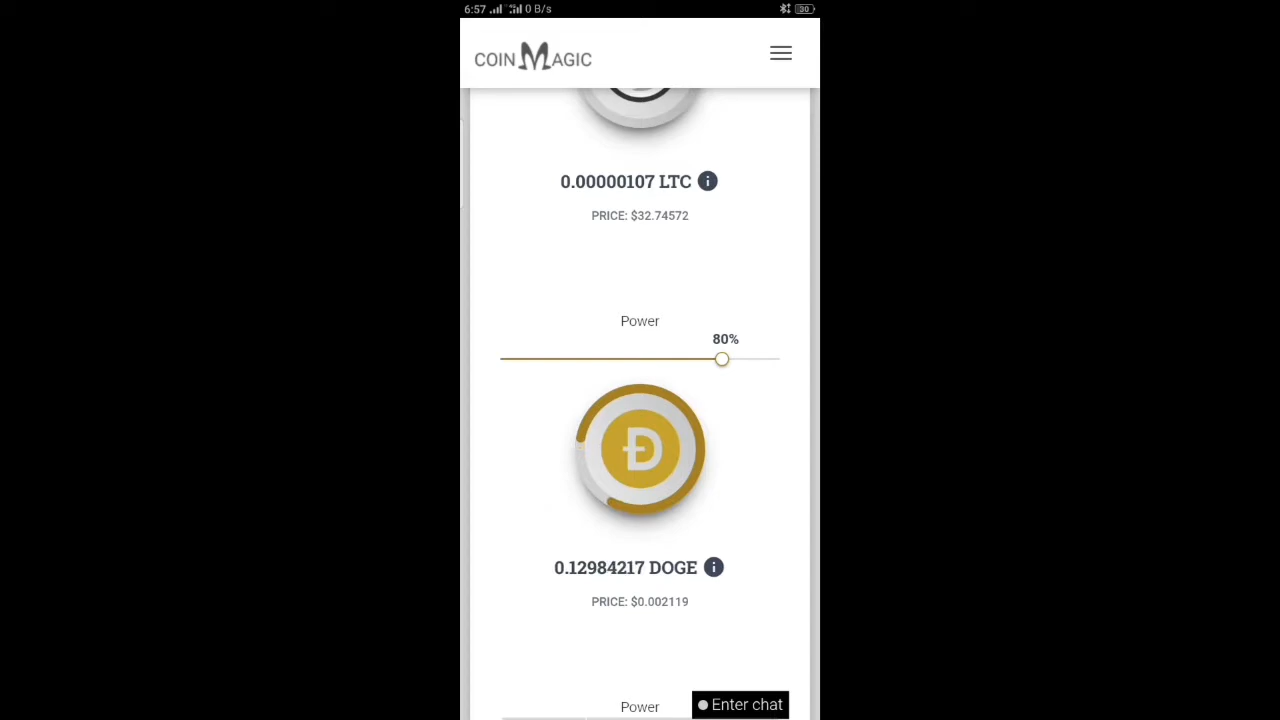 6:57 0 B/s 30
COIN MAGIC
0.00000107 LTC i
PRICE: $32.74572
Power
80%
Đ
0.12984217 DOGE i
PRICE: $0.002119
Power
Enter chat